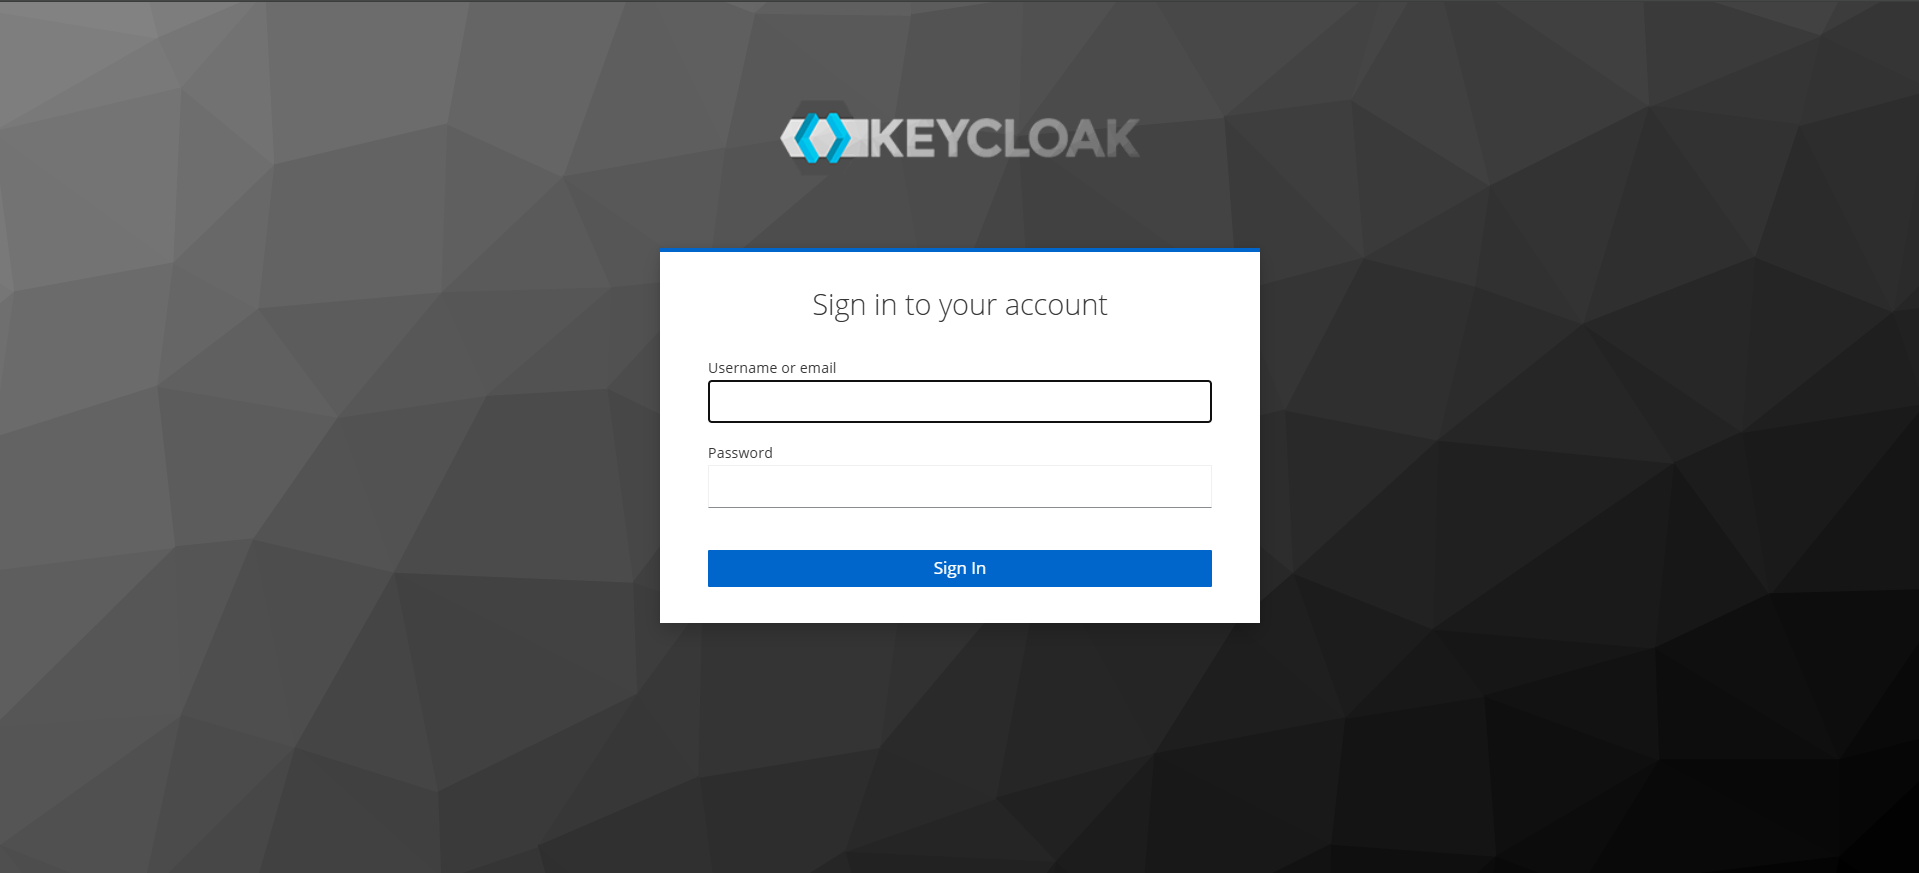 KEYCLOAK
Sign in to your account
Username or email
Password
Sign In